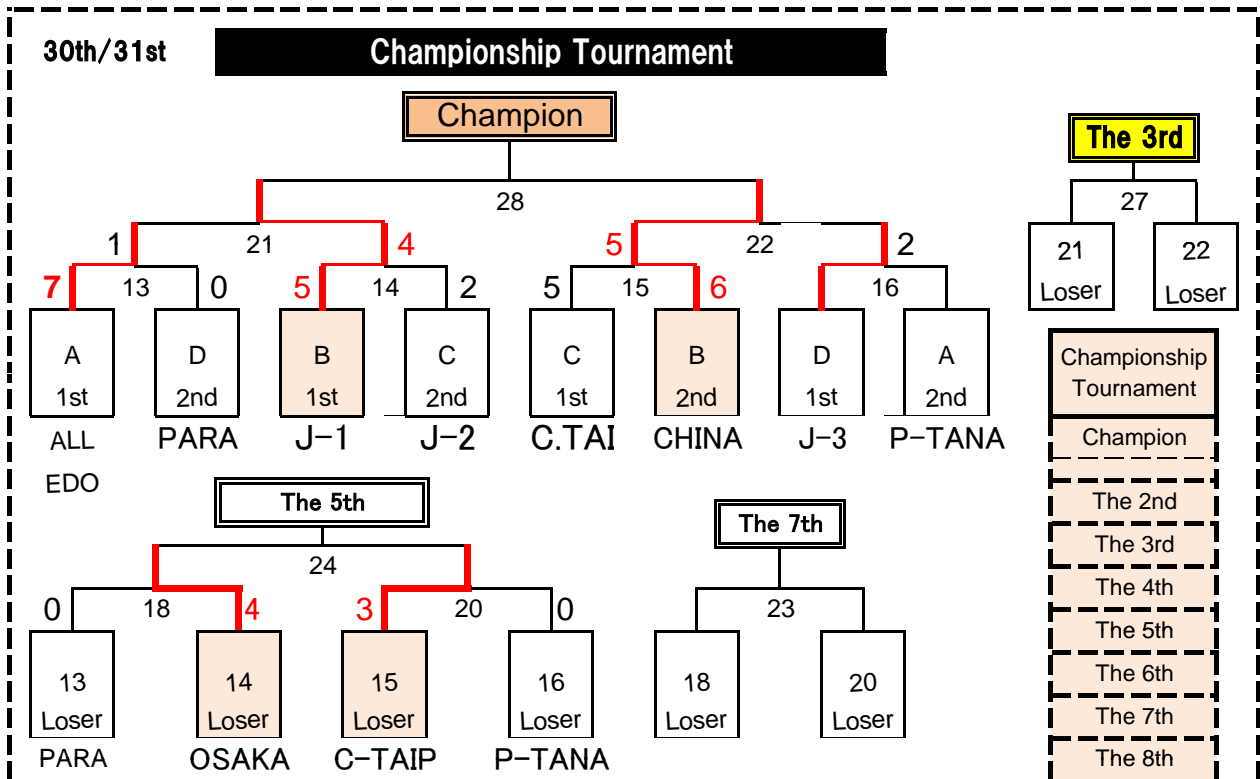 30th/31st
Championship Tournament
Champion
The 3rd
28
27
1
21
4
5
22
2
21
Loser
22
Loser
7
13
0
5
14
2
5
15
6
16
A
1st
D
2nd
B
1st
C
2nd
C
1st
B
2nd
D
1st
A
2nd
ALL
EDO
PARA
J-1
J-2
C.TAI
CHINA
J-3
P-TANA
Championship
Tournament
Champion
The 2nd
The 3rd
The 4th
The 5th
The 6th
The 7th
The 8th
The 5th
24
0
18
4
3
20
0
13
Loser
14
Loser
15
Loser
16
Loser
PARA
OSAKA
C-TAIP
P-TANA
The 7th
23
18
Loser
20
Loser